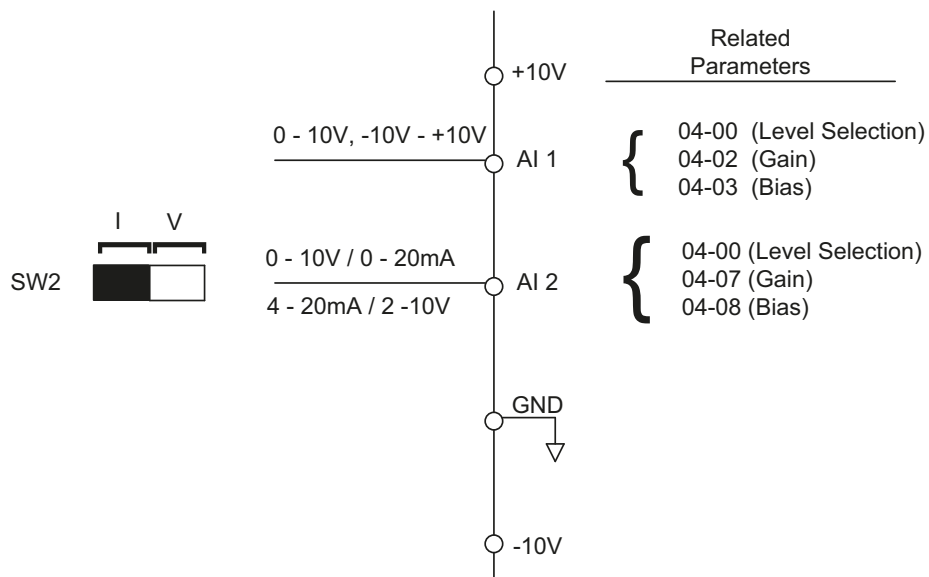 Related
Parameters
+10V
0 - 10V, -10V - +10V
AI 1
04-00 (Level Selection)
04-02 (Gain)
04-03 (Bias)
I V
SW2
0 - 10V / 0 - 20mA
4 - 20mA / 2 -10V
AI 2
04-00 (Level Selection)
04-07 (Gain)
04-08 (Bias)
GND
-10V